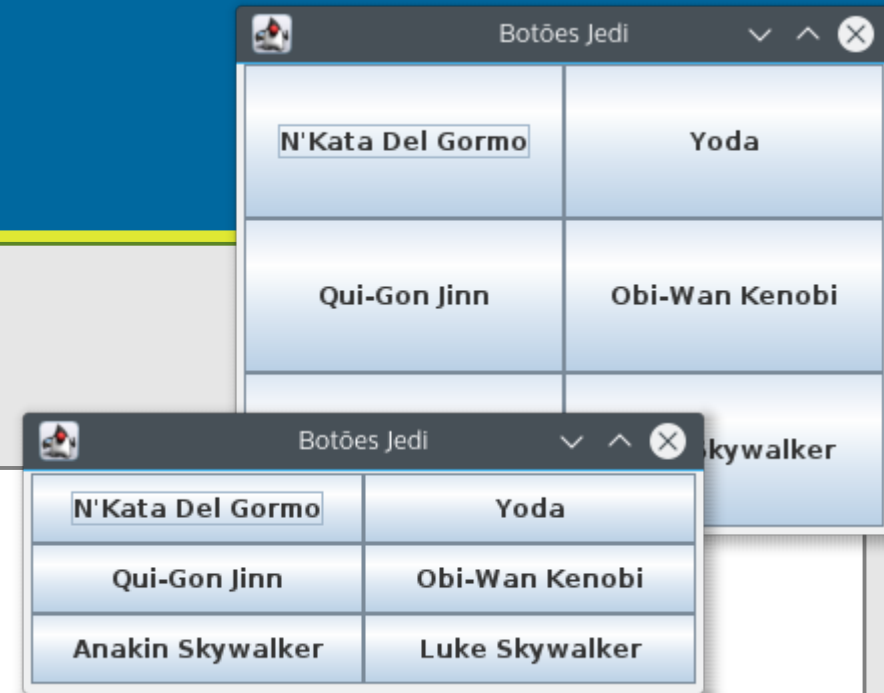 Botões Jedi
N'Kata Del Gormo
Yoda
Qui-Gon Jinn
Obi-Wan Kenobi
kywalker
Botões Jedi
N'Kata Del Gormo
Yoda
Qui-Gon Jinn
Obi-Wan Kenobi
Anakin Skywalker
Luke Skywalker